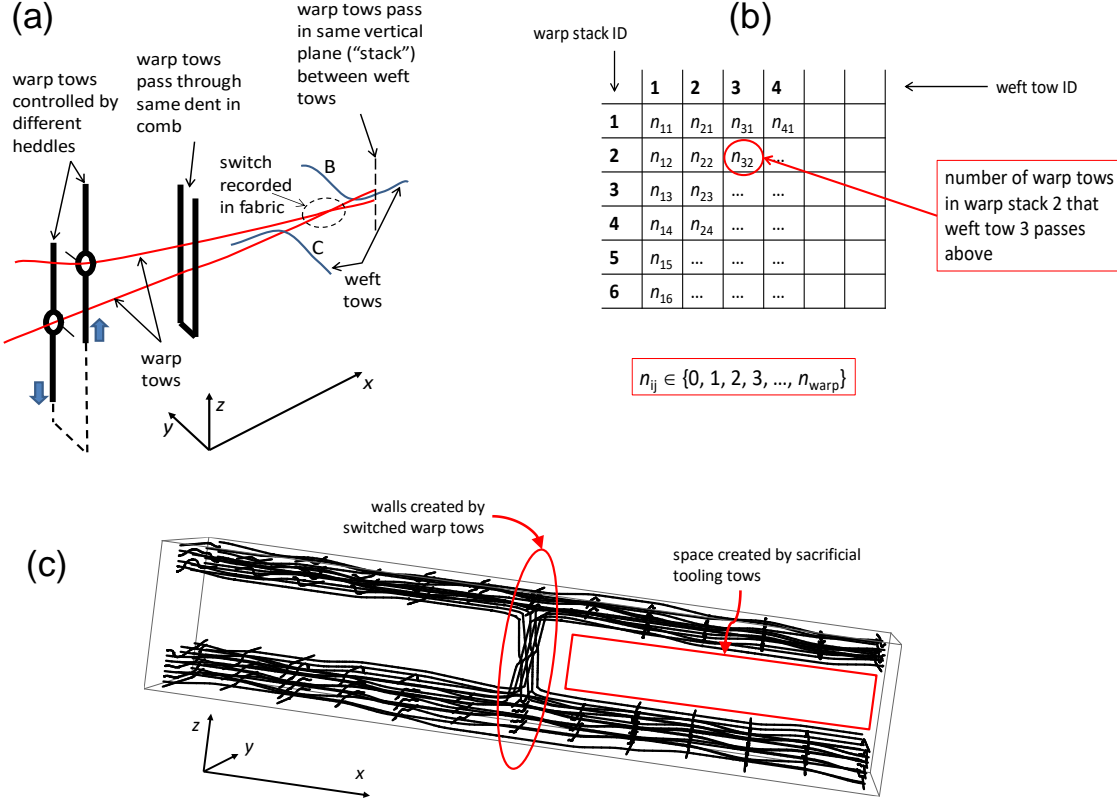 (a)
warp tows
controlled by
different
heddles
warp tows
pass through
same dent in
comb
warp tows pass
in same vertical
plane (“stack”)
between weft
tows
switch
recorded
in fabric
B
C
weft
tows
warp
tows
x
y
z
(b)
warp stack ID
weft tow ID
1 2 3 4
1 n11 n21 n31 n41
2 n12 n22 n32 ...
3 n13 n23 ... ...
4 n14 n24 ... ...
5 n15 ... ... ...
6 n16 ... ... ...
number of warp tows
in warp stack 2 that
weft tow 3 passes
above
nij ∈ {0, 1, 2, 3, ..., nwarp}
(c)
walls created by
switched warp tows
space created by sacrificial
tooling tows
z
y
x